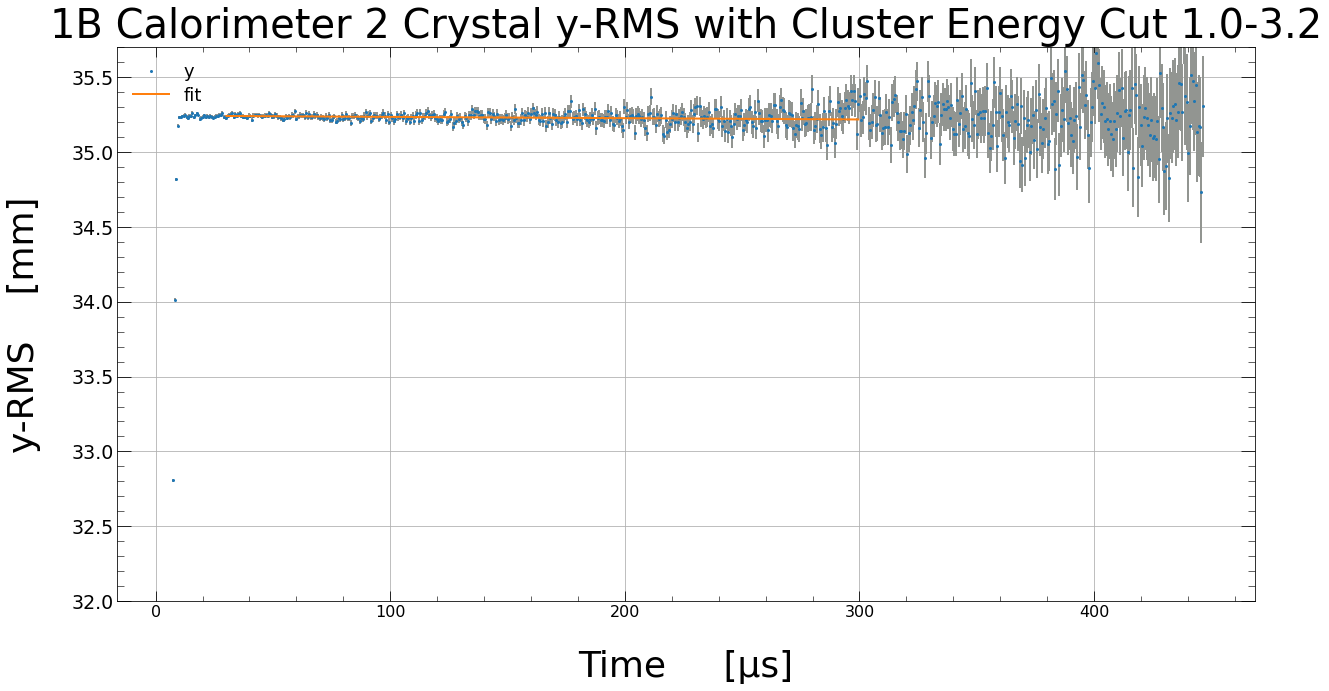 1B Calorimeter 2 Crystal y-RMS with Cluster Energy Cut 1.0-3.2
y
fit
35.5
35.0
34.5
34.0
33.5
33.0
32.5
32.0
y-RMS [mm]
0 100 200 300 400
Time [μs]